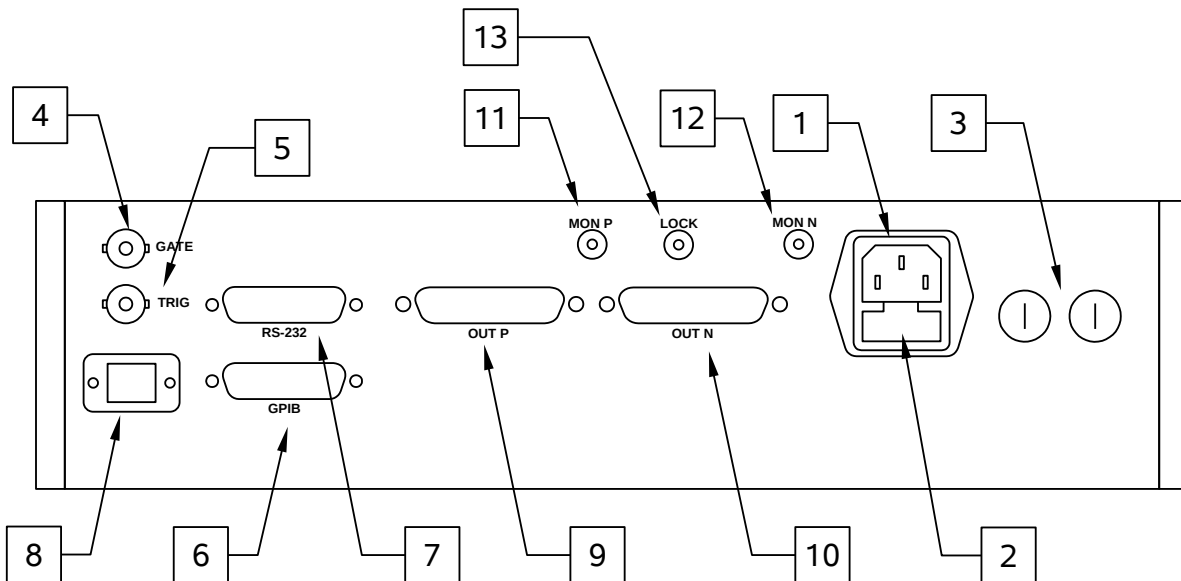 13
4
11
12
1
3
5
MON P
LOCK
MON N
GATE
TRIG
RS-232
OUT P
OUT N
GPIB
8
6
7
9
10
2